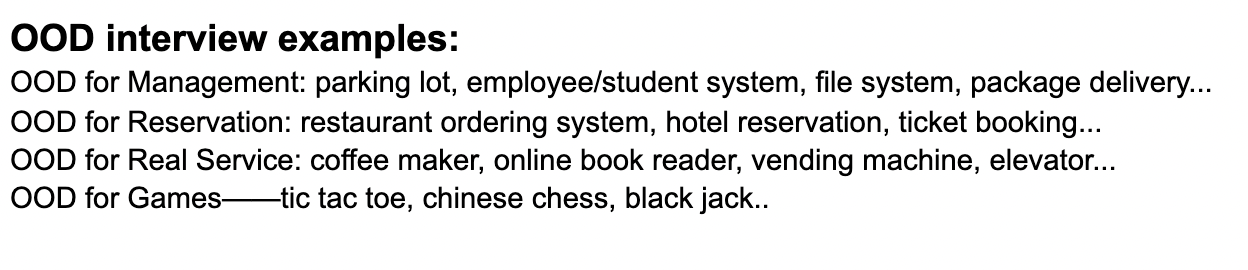 OOD interview examples:
OOD for Management: parking lot, employee/student system, file system, package delivery...
OOD for Reservation: restaurant ordering system, hotel reservation, ticket booking...
OOD for Real Service: coffee maker, online book reader, vending machine, elevator...
OOD for Games——tic tac toe, chinese chess, black jack..